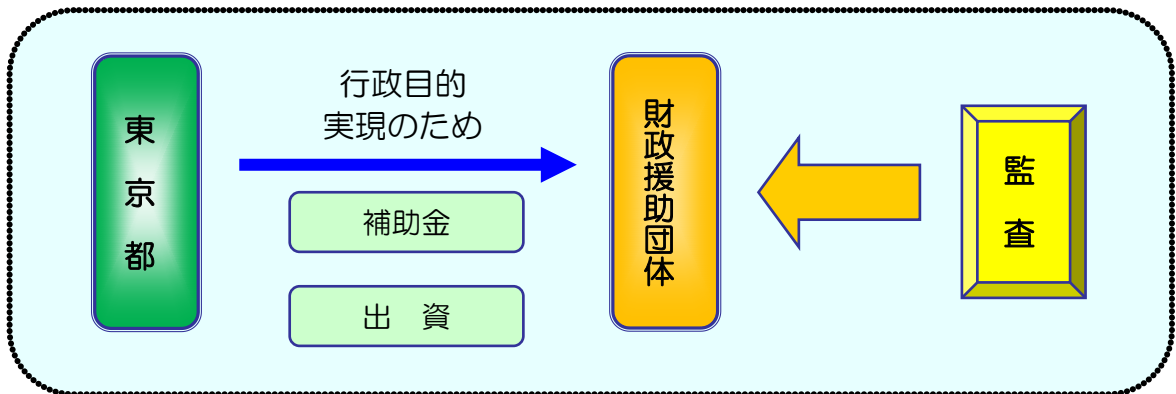 東京都
行政目的
実現のため
補助金
出　資
財政援助団体
監査